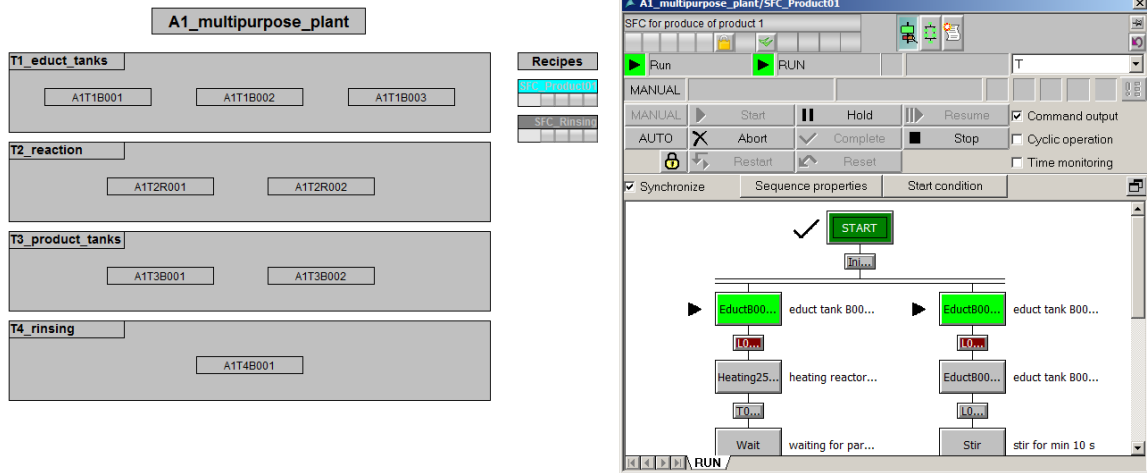 A1_multipurpose_plant
T1_educt_tanks
A1T1B001
A1T1B002
A1T1B003
T2_reaction
A1T2R001
A1T2R002
T3_product_tanks
A1T3B001
A1T3B002
T4_rinsing
A1T4B001
Recipes
SFC_Product01
SFC_Rinsing
A1_multipurpose_plant/SFC_Product01
SFC for produce of product 1
Run
RUN
T
MANUAL
MANUAL
Start
Hold
Resume
Command output
AUTO
Abort
Complete
Stop
Cyclic operation
Restart
Reset
Time monitoring
Synchronize
Sequence properties
Start condition
START
Ini...
EductB00...
educt tank B00...
EductB00...
educt tank B00...
L0...
L0...
Heating25...
heating reactor...
EductB00...
educt tank B00...
T0...
L0...
Wait
waiting for par...
Stir
stir for min 10 s
RUN